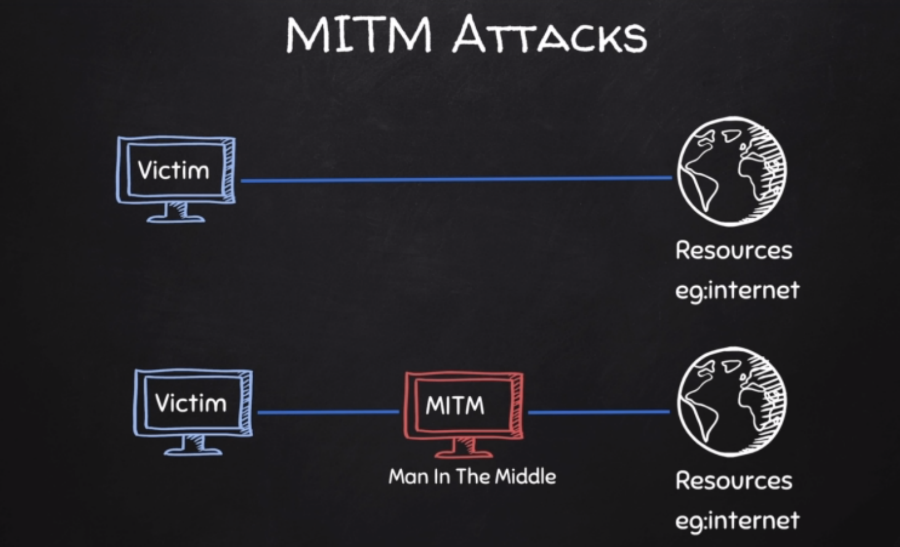 MITM ATTACKS
Victim
Resources
eg:internet
Victim
MITM
Man In The Middle
Resources
eg:internet